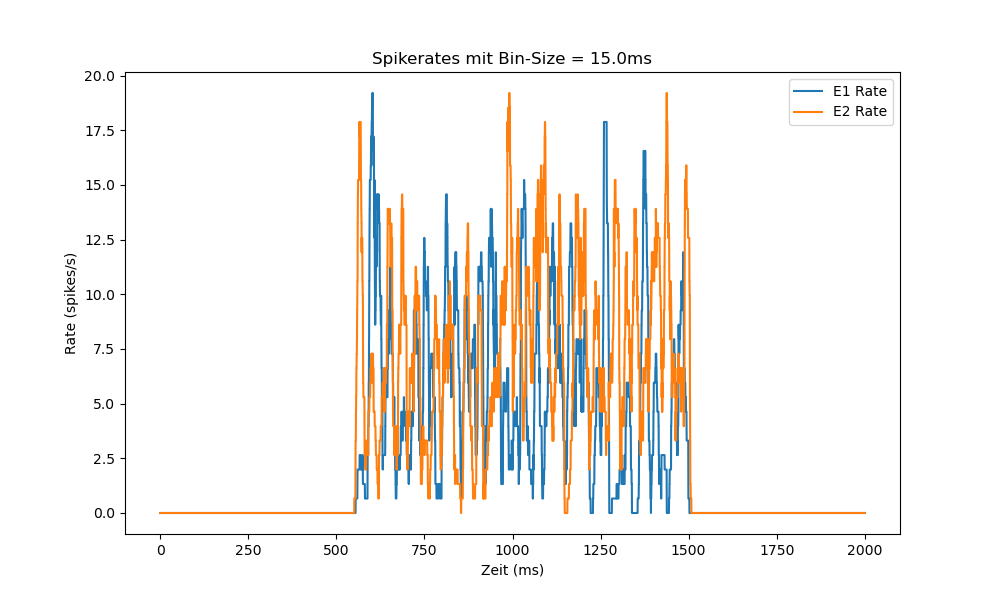 Spikerates mit Bin-Size = 15.0ms
E1 Rate
E2 Rate
20.0
17.5
15.0
12.5
10.0
7.5
5.0
2.5
0.0
Rate (spikes/s)
0 250 500 750 1000 1250 1500 1750 2000
Zeit (ms)